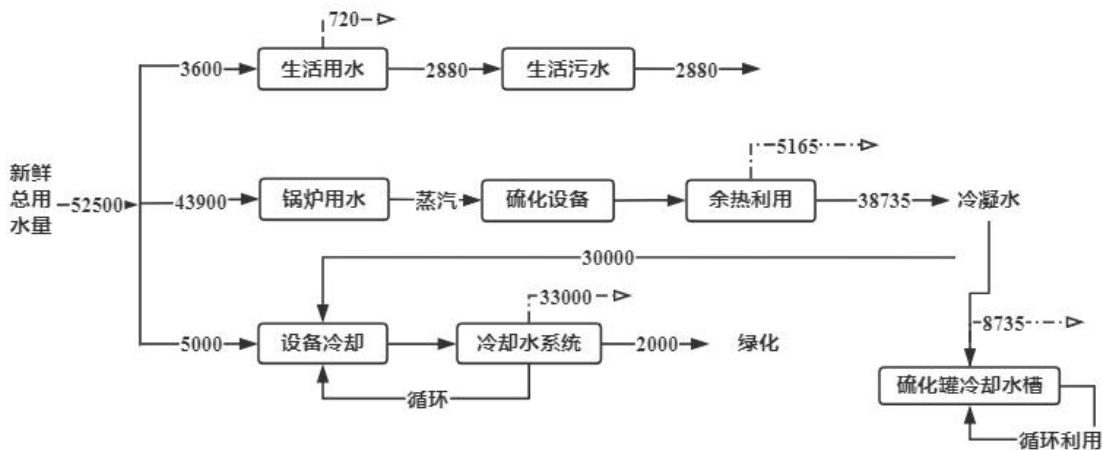 720
3600
生活用水
2880
生活污水
2880
新鲜
总用
水量
52500
43900
锅炉用水
蒸汽
硫化设备
余热利用
5165
38735
冷凝水
30000
5000
设备冷却
冷却水系统
33000
2000
绿化
循环
8735
硫化罐冷却水槽
循环利用